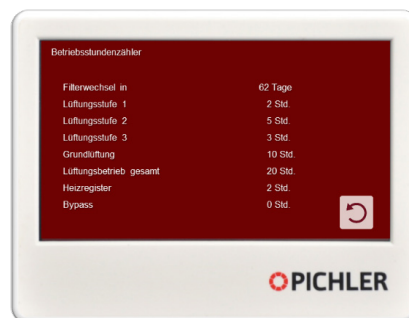 Betriebsstundenzähler
Filterwechsel in 62 Tage
Lüftungsstufe 1 2 Std.
Lüftungsstufe 2 5 Std.
Lüftungsstufe 3 3 Std.
Grundlüftung 10 Std.
Lüftungsbetrieb gesamt 20 Std.
Heizregister 2 Std.
Bypass 0 Std.
PICHLER